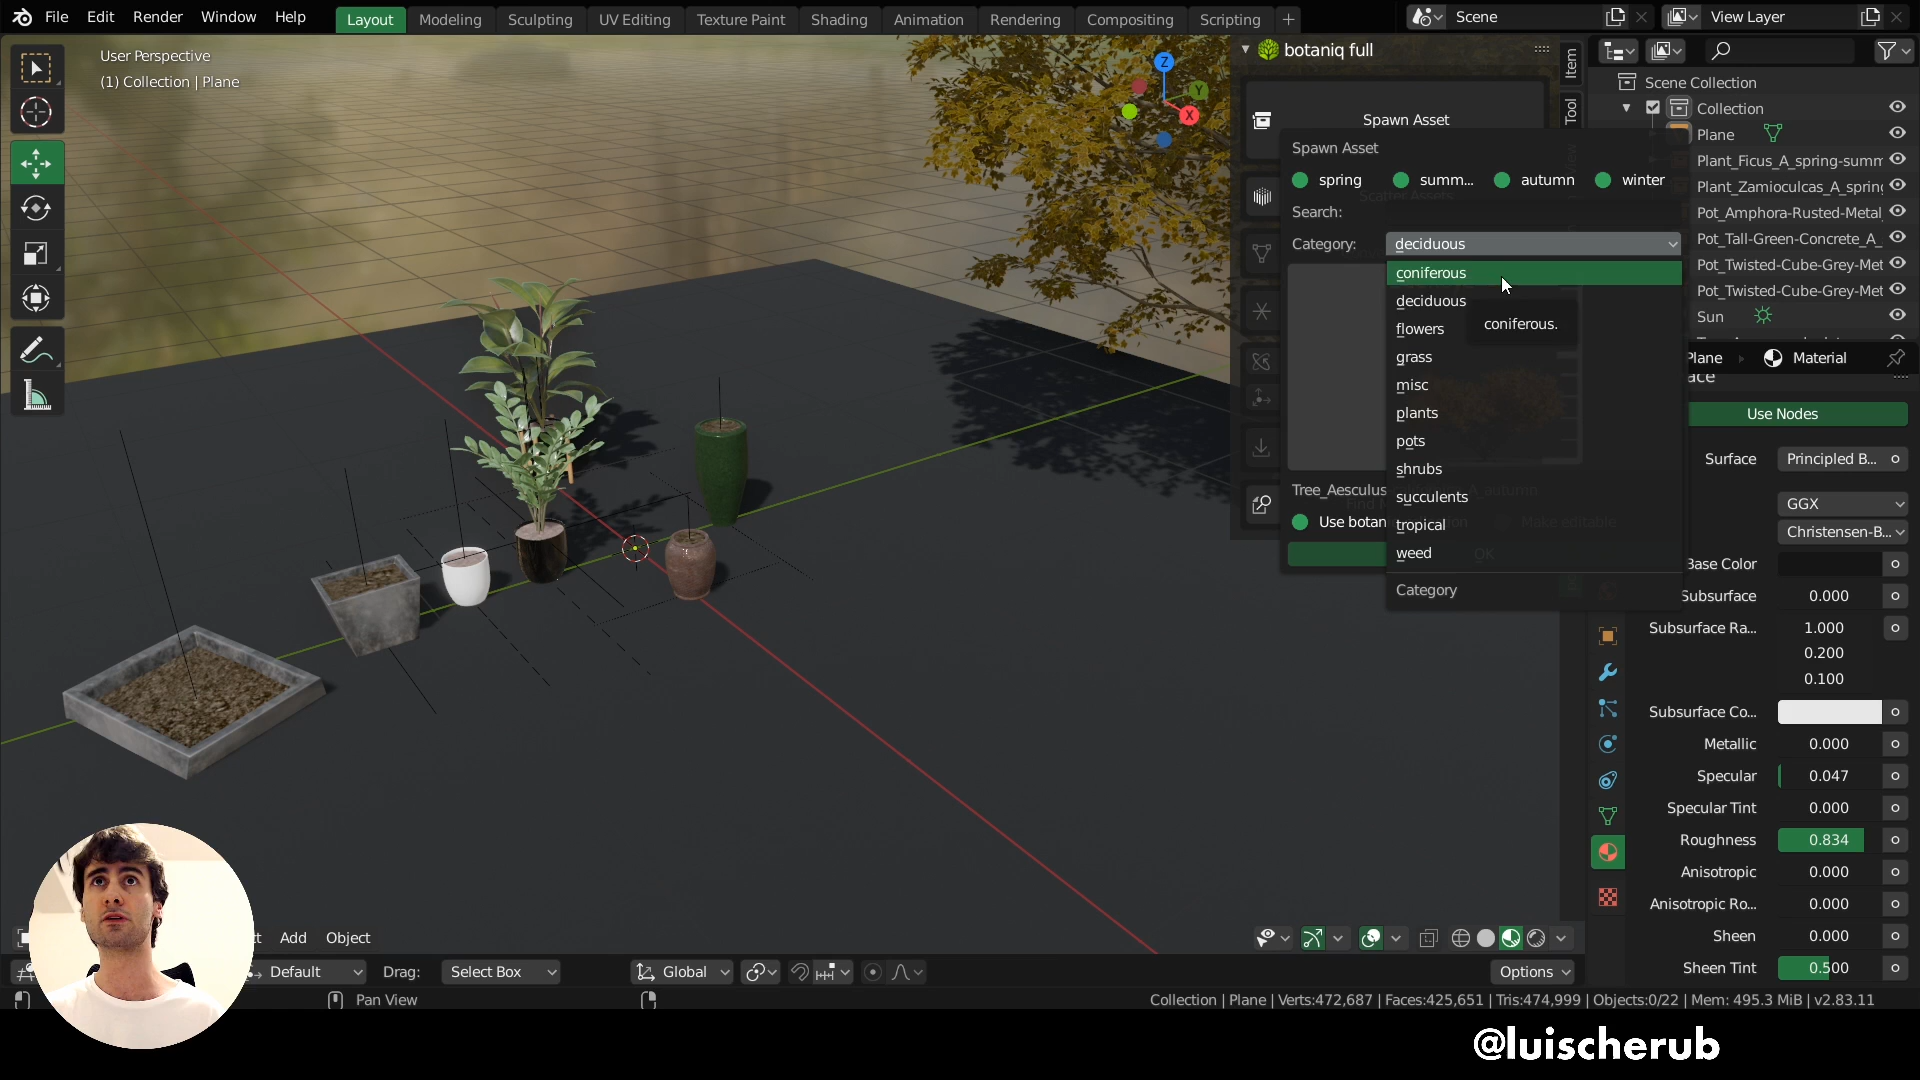 File Edit Render Window Help
Layout Modeling Sculpting UV Editing Texture Paint Shading Animation Rendering Compositing Scripting +
Scene
View Layer
User Perspective
(1) Collection | Plane
Z
Y
X
botaniq full
Item
Tool
Spawn Asset
Spawn Asset
spring summ... autumn winter
Search:
Category: deciduous
coniferous
deciduous
coniferous.
flowers
grass
misc
plants
pots
shrubs
succulents
tropical
weed
Category
Tree_Aesculus
Use botan
Make editable
OK
Scene Collection
Collection
Plane
Plant_Ficus_A_spring-summ
Plant_Zamioculcas_A_spring
Pot_Amphora-Rusted-Metal
Pot_Tall-Green-Concrete_A_
Pot_Twisted-Cube-Grey-Met
Pot_Twisted-Cube-Grey-Met
Sun
Plane Material
ace
Use Nodes
Surface Principled B...
GGX
Christensen-B...
Base Color
Subsurface 0.000
Subsurface Ra... 1.000
0.200
0.100
Subsurface Co...
Metallic 0.000
Specular 0.047
Specular Tint 0.000
Roughness 0.834
Anisotropic 0.000
Anisotropic Ro... 0.000
Sheen 0.000
Sheen Tint 0.500
Add Object
Default Drag: Select Box Global Options
Pan View
Collection | Plane | Verts:472,687 | Faces:425,651 | Tris:474,999 | Objects:0/22 | Mem: 495.3 MiB | v2.83.11
@luischerub